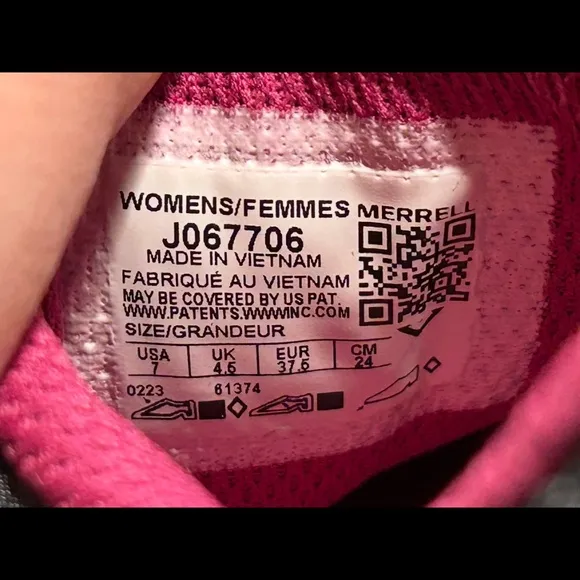 WOMENS/FEMMES MERRELL
J067706
MADE IN VIETNAM
FABRIQUÉ AU VIETNAM
MAY BE COVERED BY US PAT.
WWW.PATENTS.WWWINC.COM
SIZE/GRANDEUR
USA UK EUR CM
7 4.5 37.5 24
0223 61374